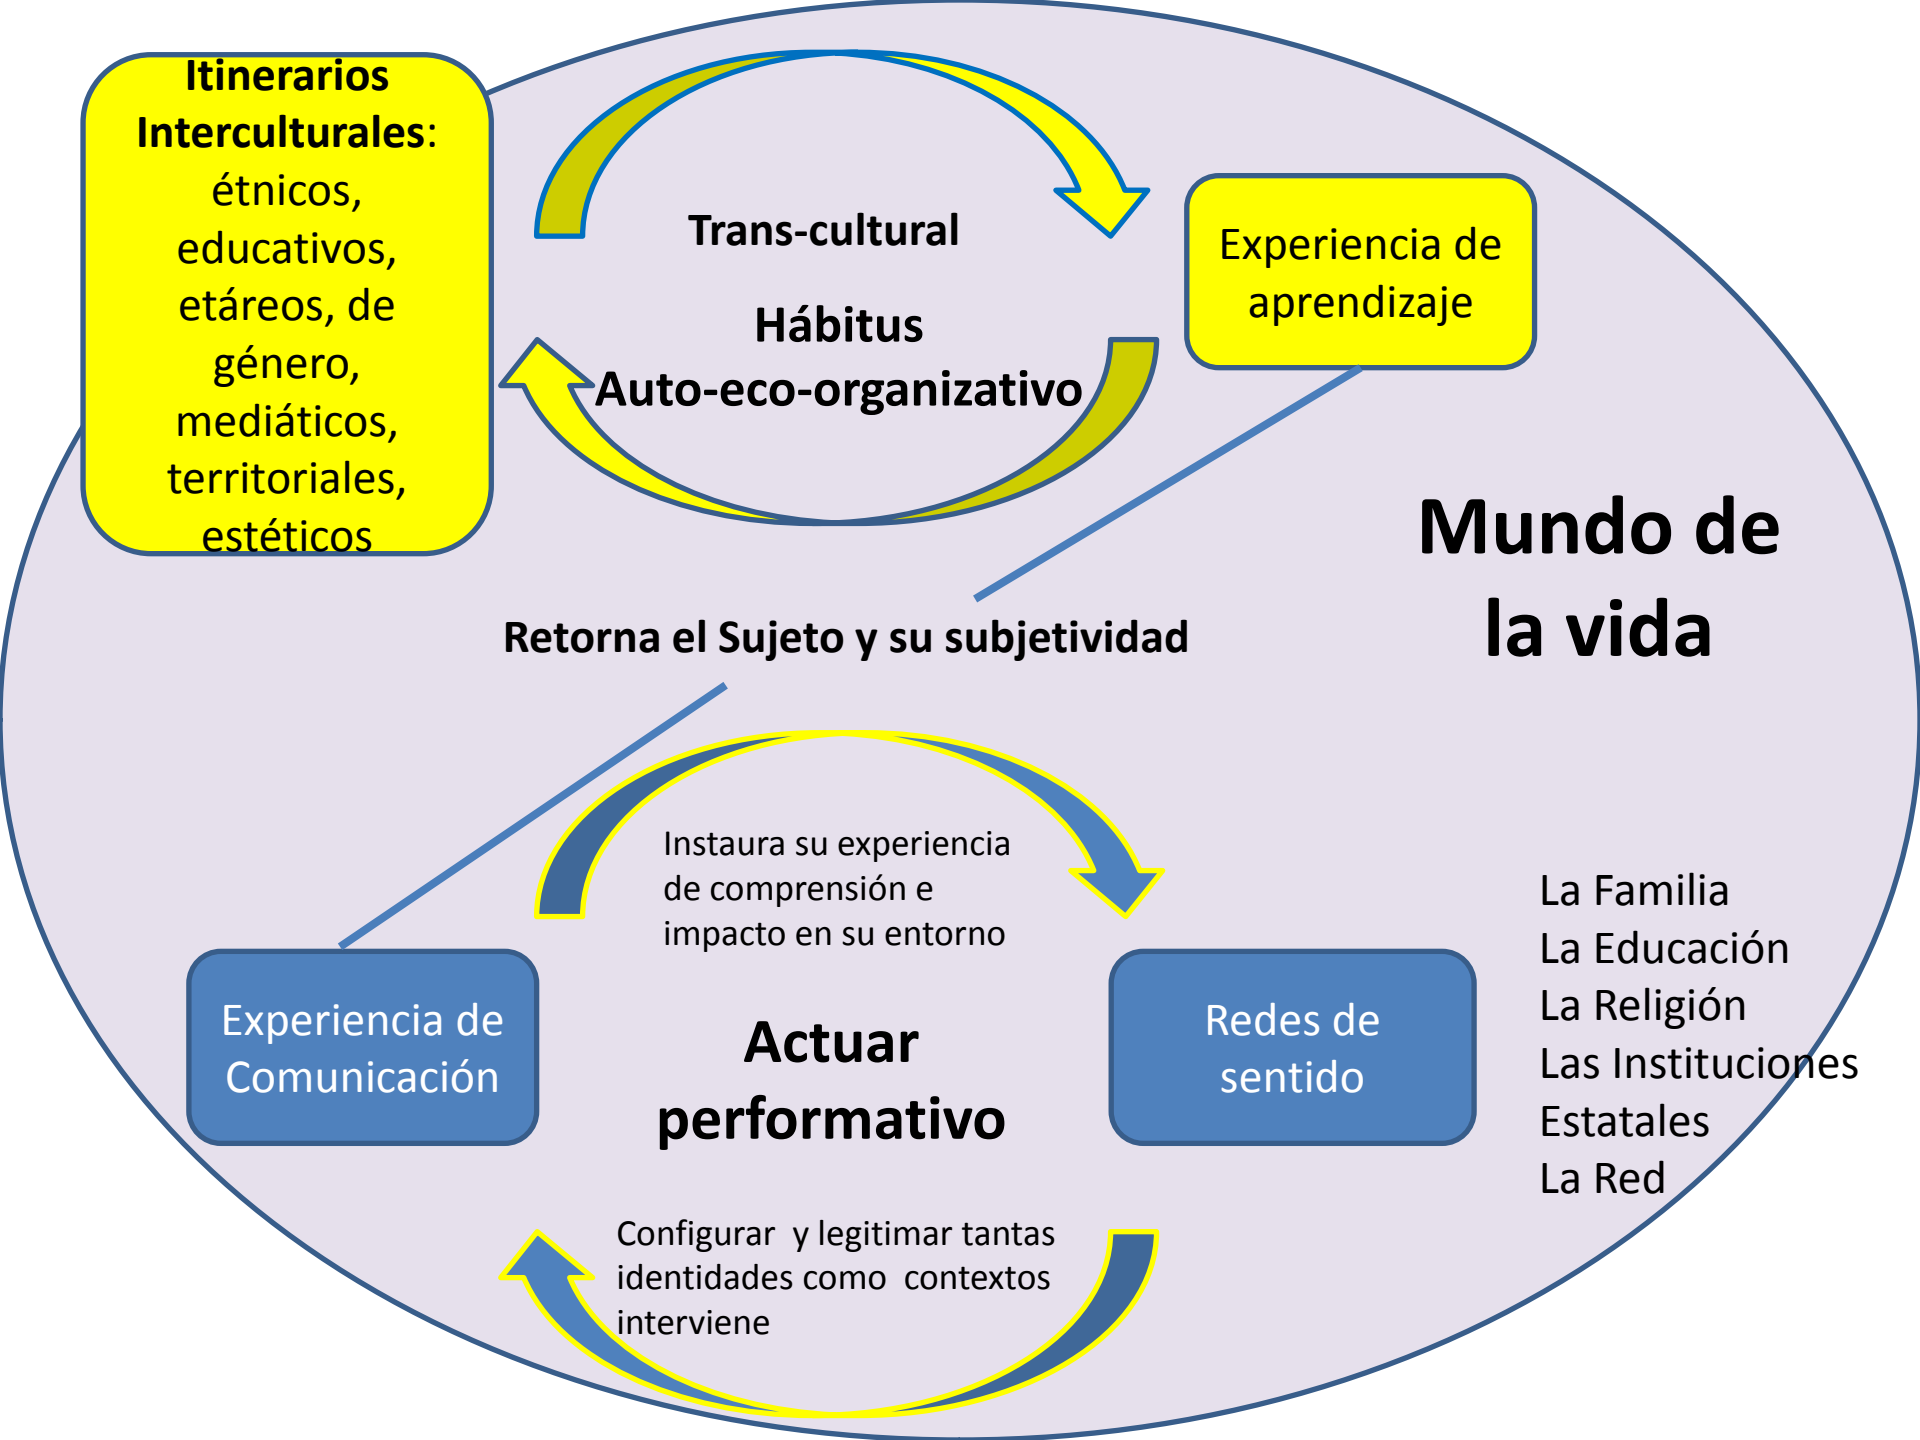 Itinerarios
Interculturales:
étnicos,
educativos,
etáreos, de
género,
mediáticos,
territoriales,
estéticos
Trans-cultural
Hábitus
Auto-eco-organizativo
Experiencia de
aprendizaje
Mundo de
la vida
Retorna el Sujeto y su subjetividad
Instaura su experiencia
de comprensión e
impacto en su entorno
Experiencia de
Comunicación
Actuar
performativo
Redes de
sentido
La Familia
La Educación
La Religión
Las Instituciones
Estatales
La Red
Configurar y legitimar tantas
identidades como contextos
interviene